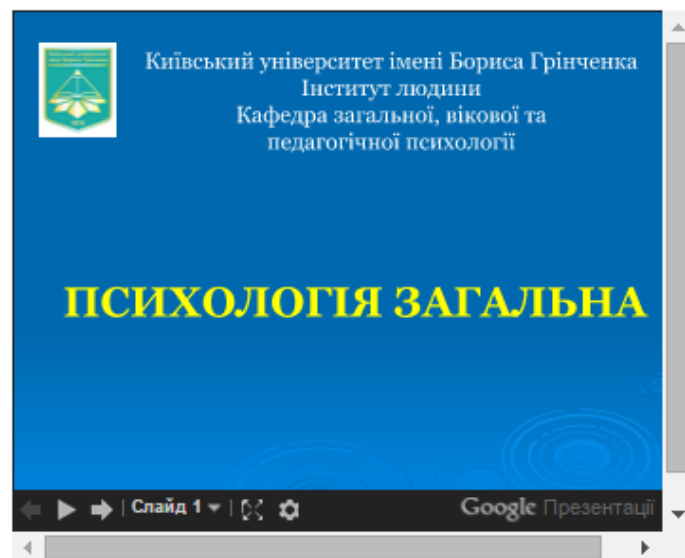 Київський університет імені Бориса Грінченка
Інститут людини
Кафедра загальної, вікової та
педагогічної психології
ПСИХОЛОГІЯ ЗАГАЛЬНА
Слайд 1
Google Презентації